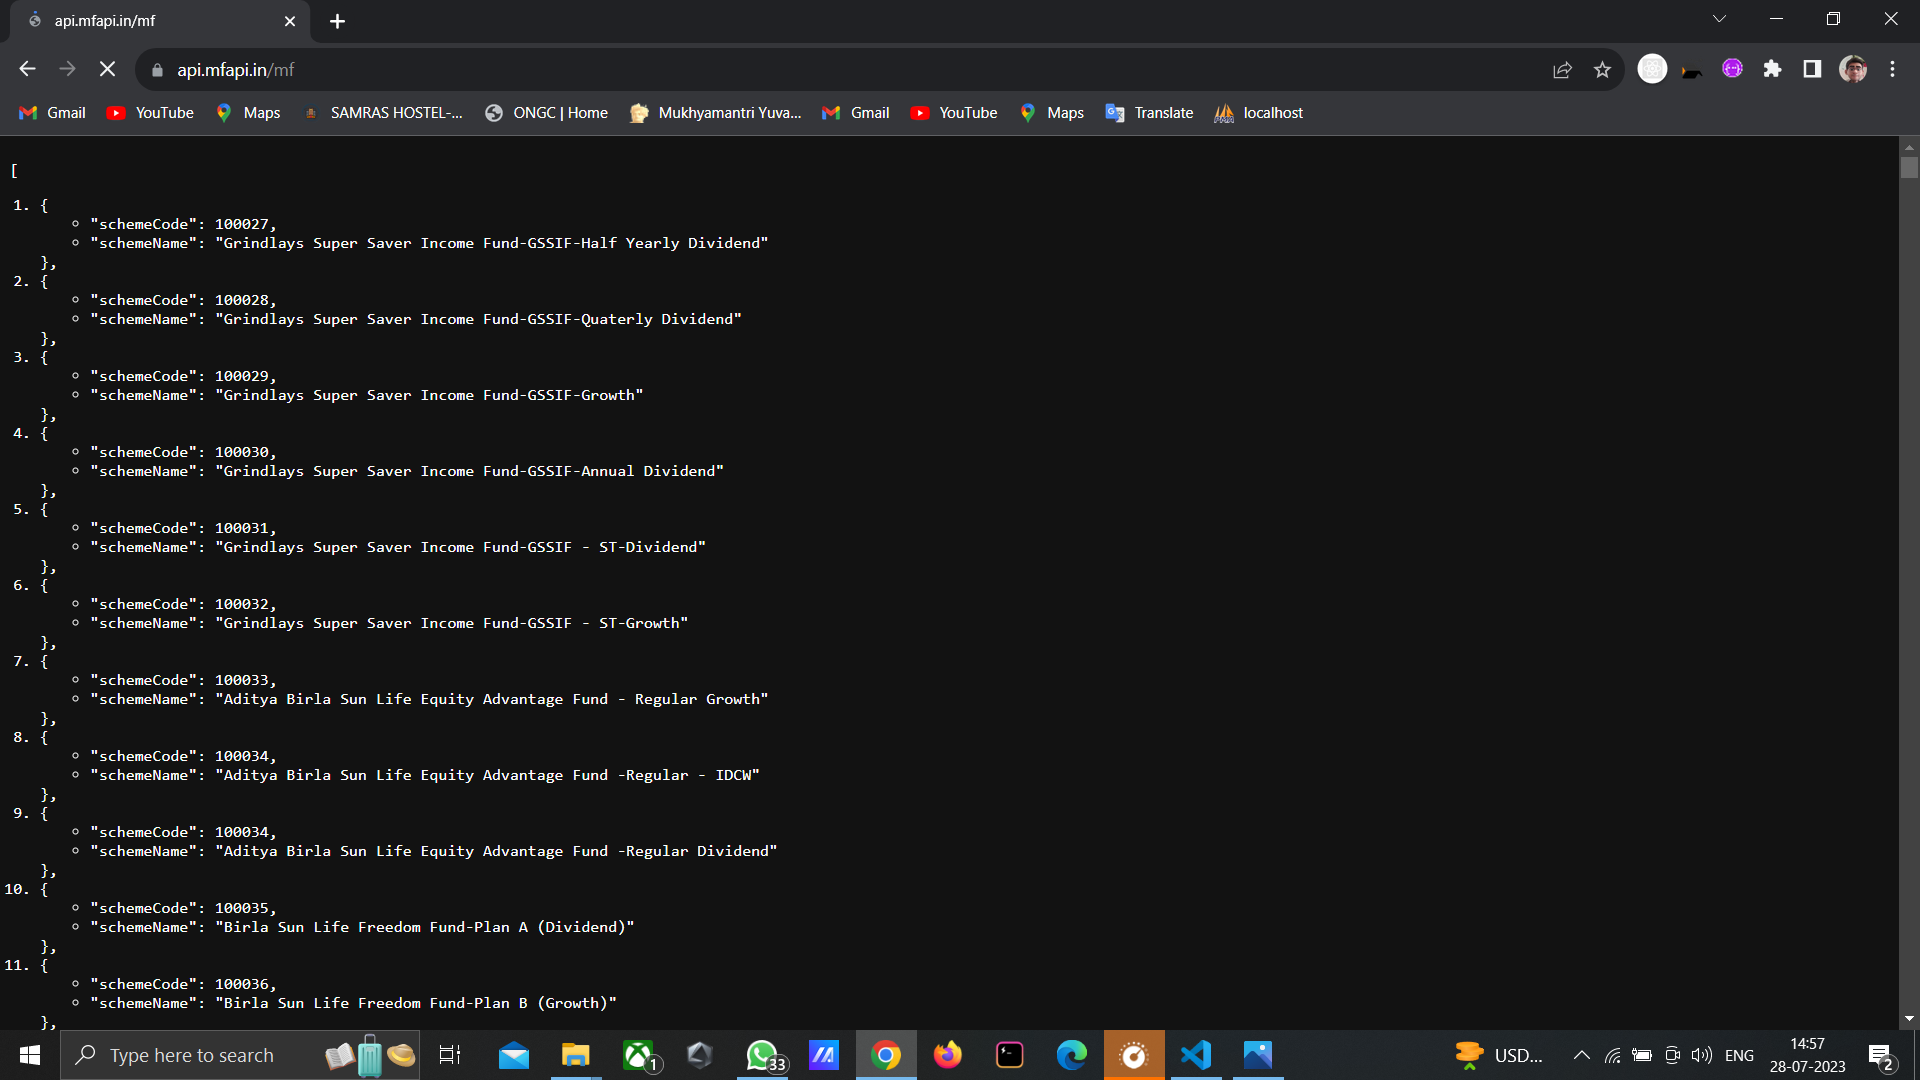 api.mfapi.in/mf
api.mfapi.in/mf
Gmail YouTube Maps SAMRAS HOSTEL-... ONGC | Home Mukhyamantri Yuva... Gmail YouTube Maps Translate localhost
[
1. {
"schemeCode": 100027,
"schemeName": "Grindlays Super Saver Income Fund-GSSIF-Half Yearly Dividend"
},
2. {
"schemeCode": 100028,
"schemeName": "Grindlays Super Saver Income Fund-GSSIF-Quaterly Dividend"
},
3. {
"schemeCode": 100029,
"schemeName": "Grindlays Super Saver Income Fund-GSSIF-Growth"
},
4. {
"schemeCode": 100030,
"schemeName": "Grindlays Super Saver Income Fund-GSSIF-Annual Dividend"
},
5. {
"schemeCode": 100031,
"schemeName": "Grindlays Super Saver Income Fund-GSSIF - ST-Dividend"
},
6. {
"schemeCode": 100032,
"schemeName": "Grindlays Super Saver Income Fund-GSSIF - ST-Growth"
},
7. {
"schemeCode": 100033,
"schemeName": "Aditya Birla Sun Life Equity Advantage Fund - Regular Growth"
},
8. {
"schemeCode": 100034,
"schemeName": "Aditya Birla Sun Life Equity Advantage Fund -Regular - IDCW"
},
9. {
"schemeCode": 100034,
"schemeName": "Aditya Birla Sun Life Equity Advantage Fund -Regular Dividend"
},
10. {
"schemeCode": 100035,
"schemeName": "Birla Sun Life Freedom Fund-Plan A (Dividend)"
},
11. {
"schemeCode": 100036,
"schemeName": "Birla Sun Life Freedom Fund-Plan B (Growth)"
},
Type here to search 1 33 USD... ENG 14:57 2
28-07-2023